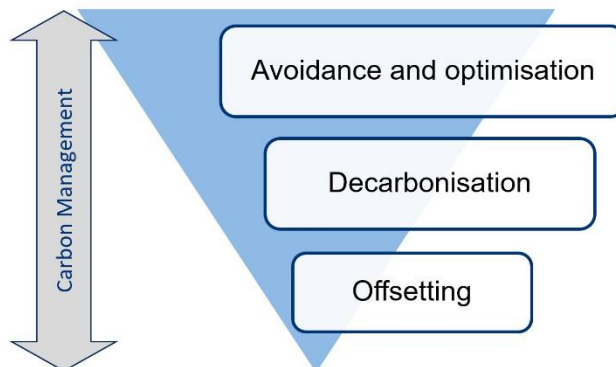 Carbon Management
Avoidance and optimisation
Decarbonisation
Offsetting